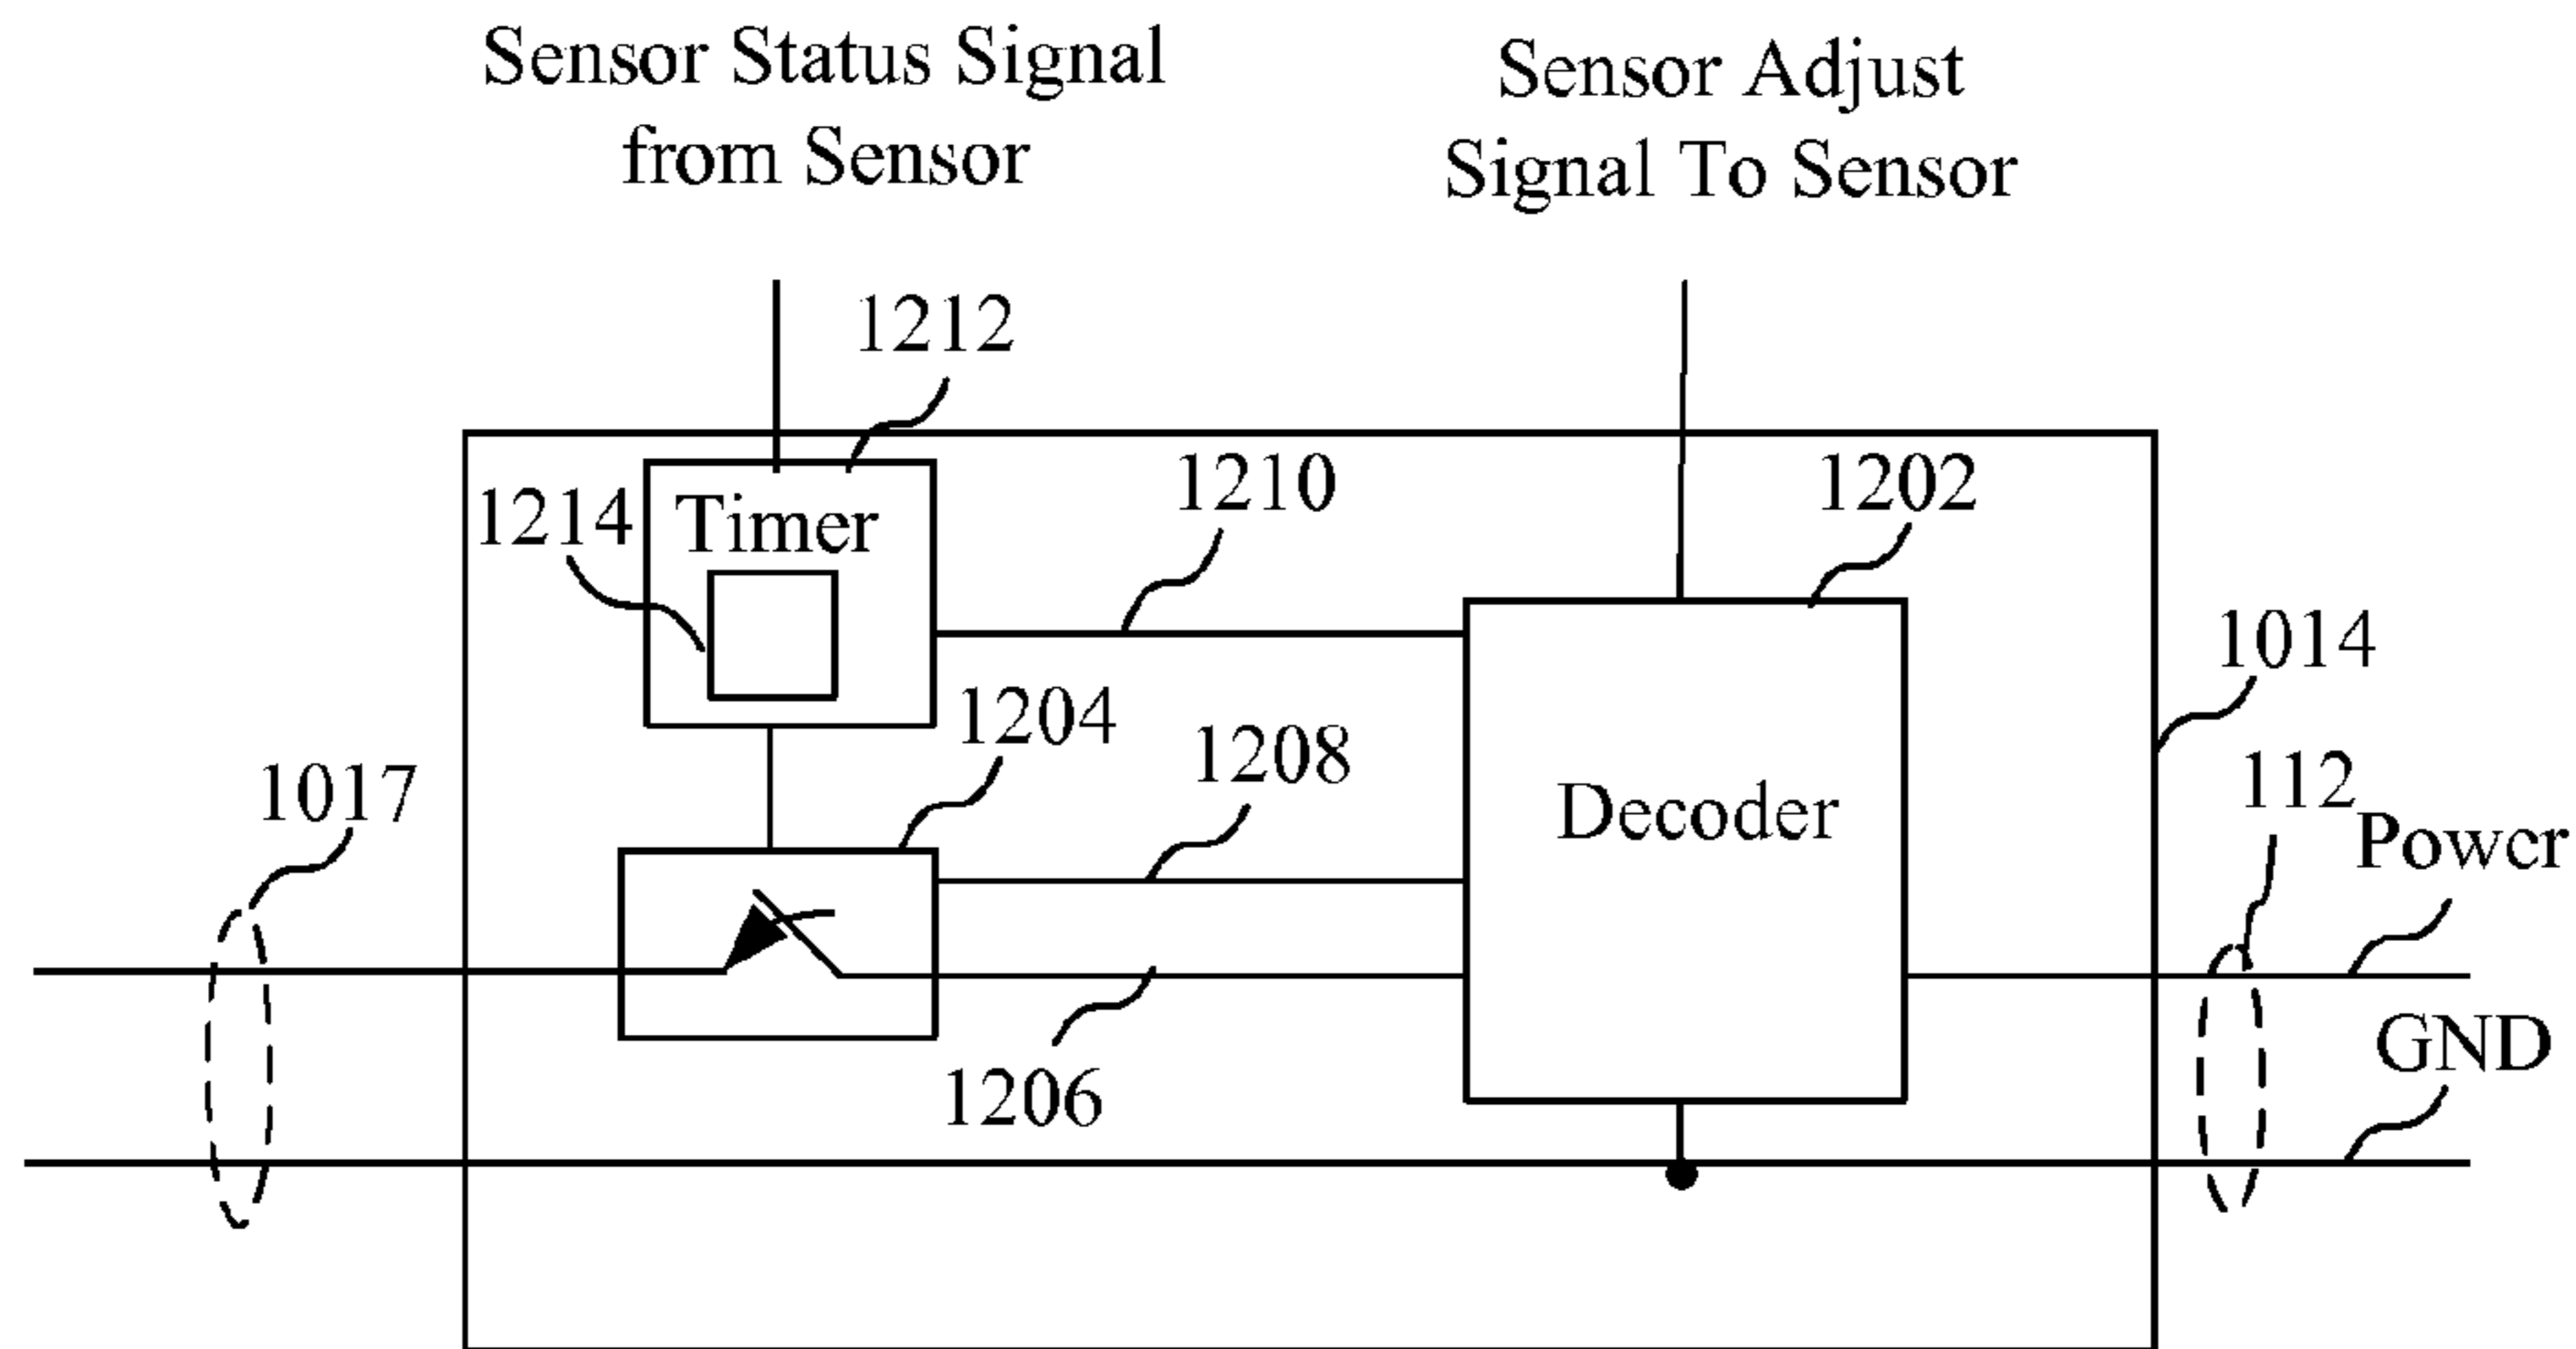 Sensor Status Signal
from Sensor
Sensor Adjust
Signal To Sensor
1212
1210
1202
1214
Timer
1014
1204
1208
1017
Decoder
112
Power
1206
GND